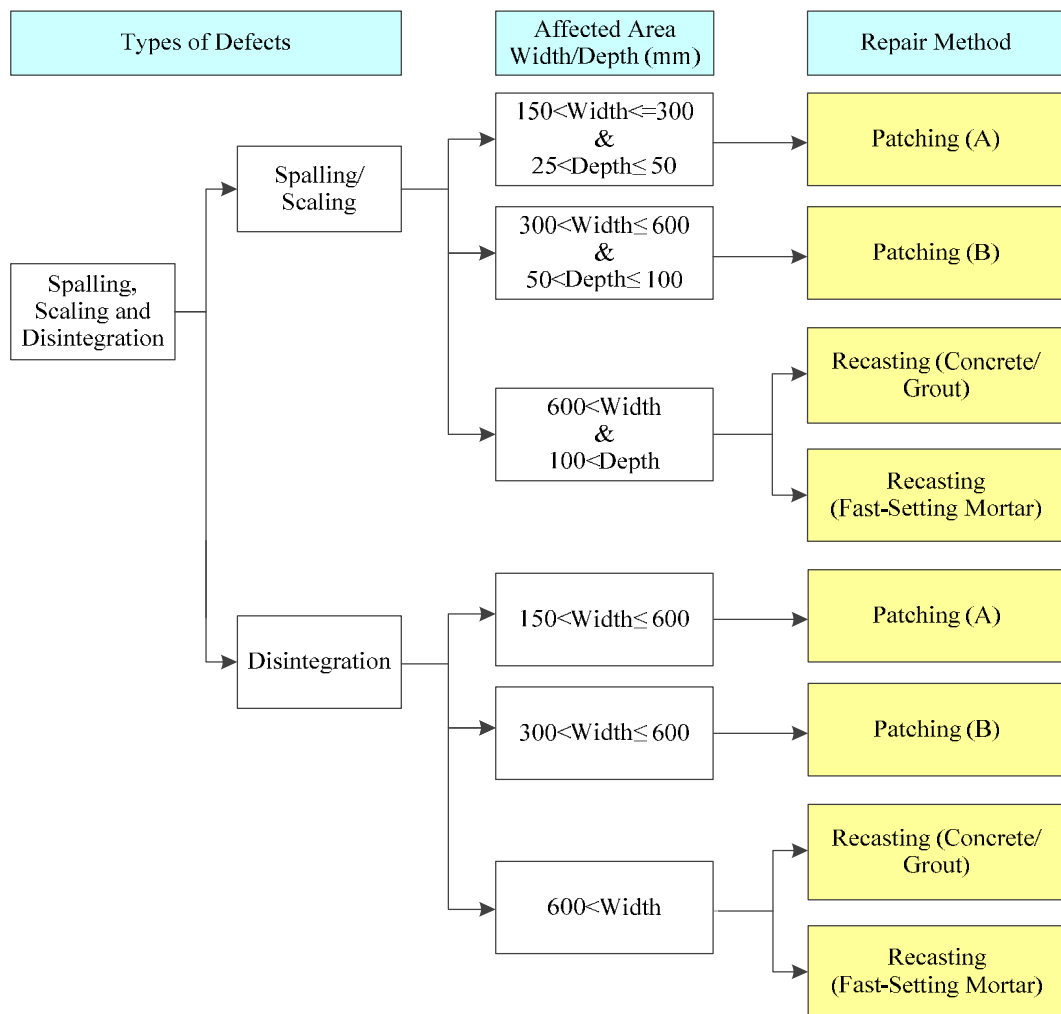 Types of Defects
Affected Area
Width/Depth (mm)
Repair Method
Spalling,
Scaling and
Disintegration
Spalling/
Scaling
150<Width<=300
&
25<Depth≤ 50
Patching (A)
300<Width≤ 600
&
50<Depth≤ 100
Patching (B)
600<Width
&
100<Depth
Recasting (Concrete/
Grout)
Recasting
(Fast-Setting Mortar)
Disintegration
150<Width≤ 600
Patching (A)
300<Width≤ 600
Patching (B)
600<Width
Recasting (Concrete/
Grout)
Recasting
(Fast-Setting Mortar)